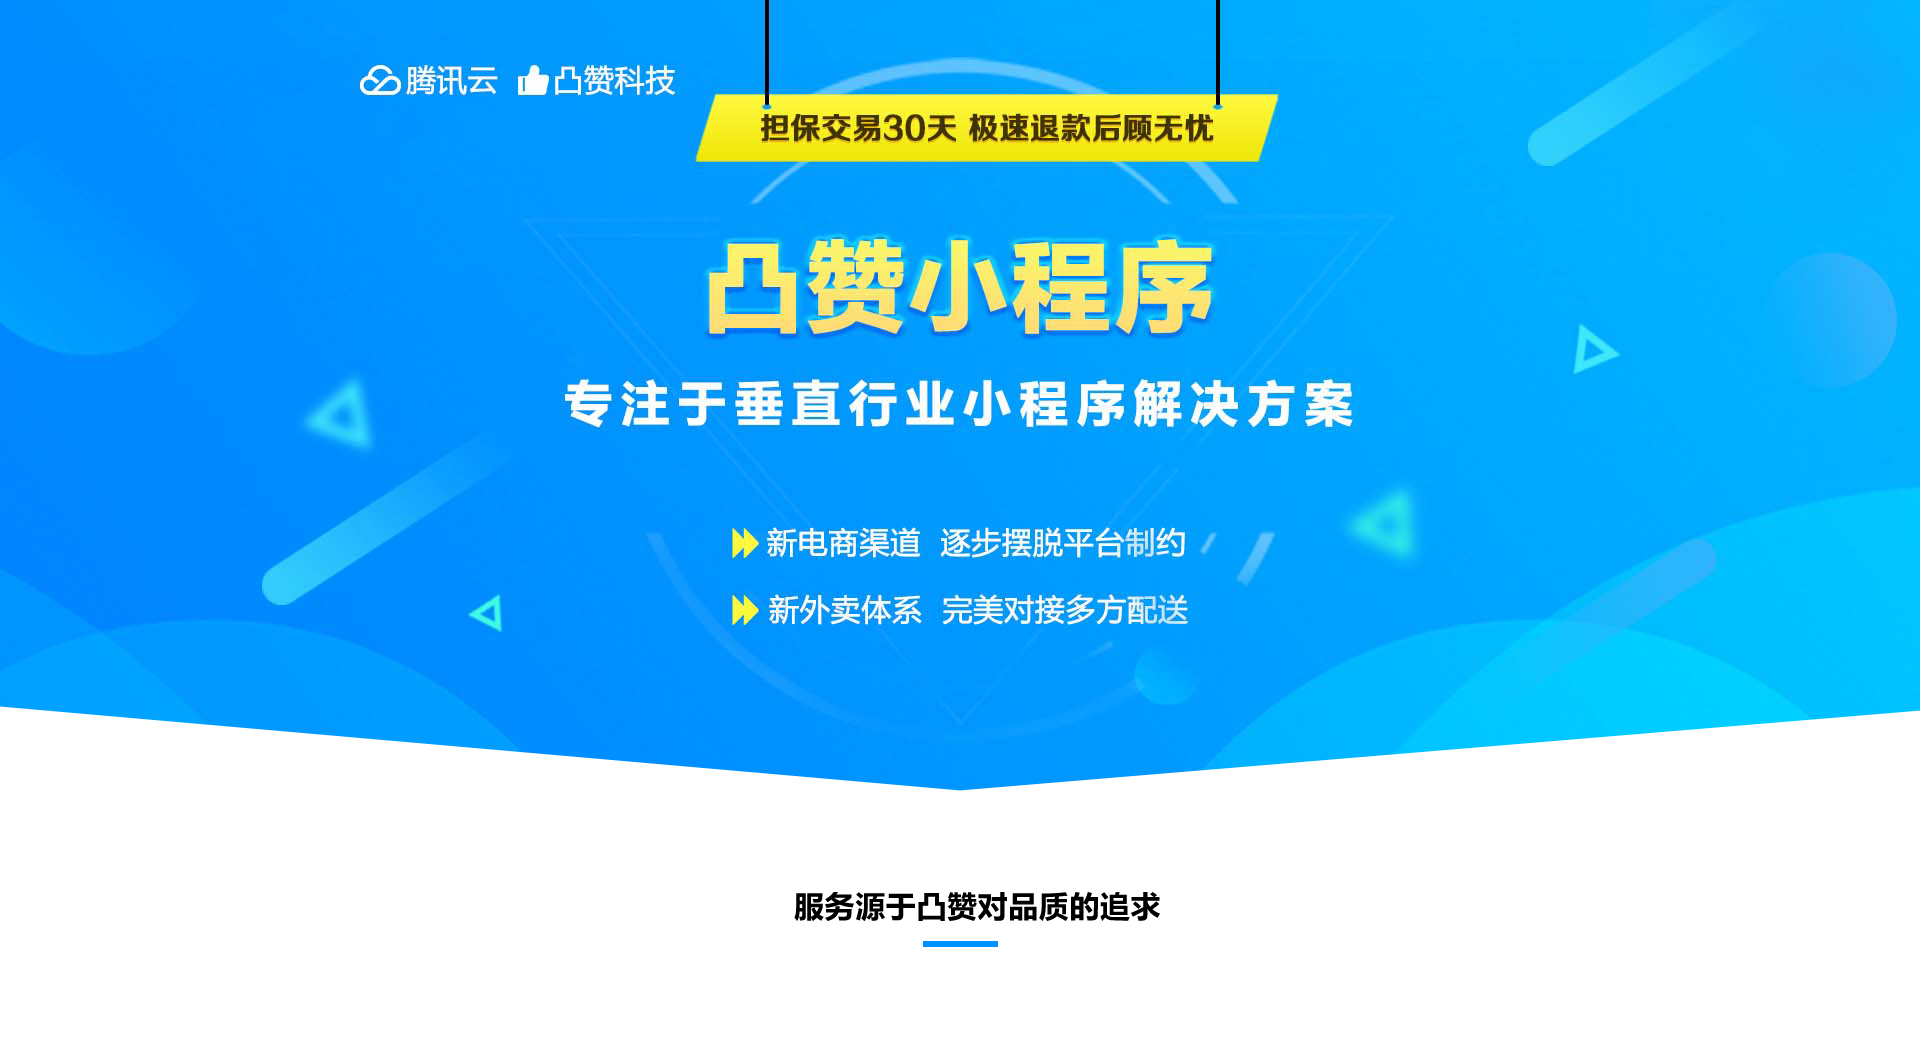 腾讯云 凸赞科技
担保交易30天 极速退款后顾无忧
凸赞小程序
专注于垂直行业小程序解决方案
新电商渠道 逐步摆脱平台制约
新外卖体系 完美对接多方配送
服务源于凸赞对品质的追求